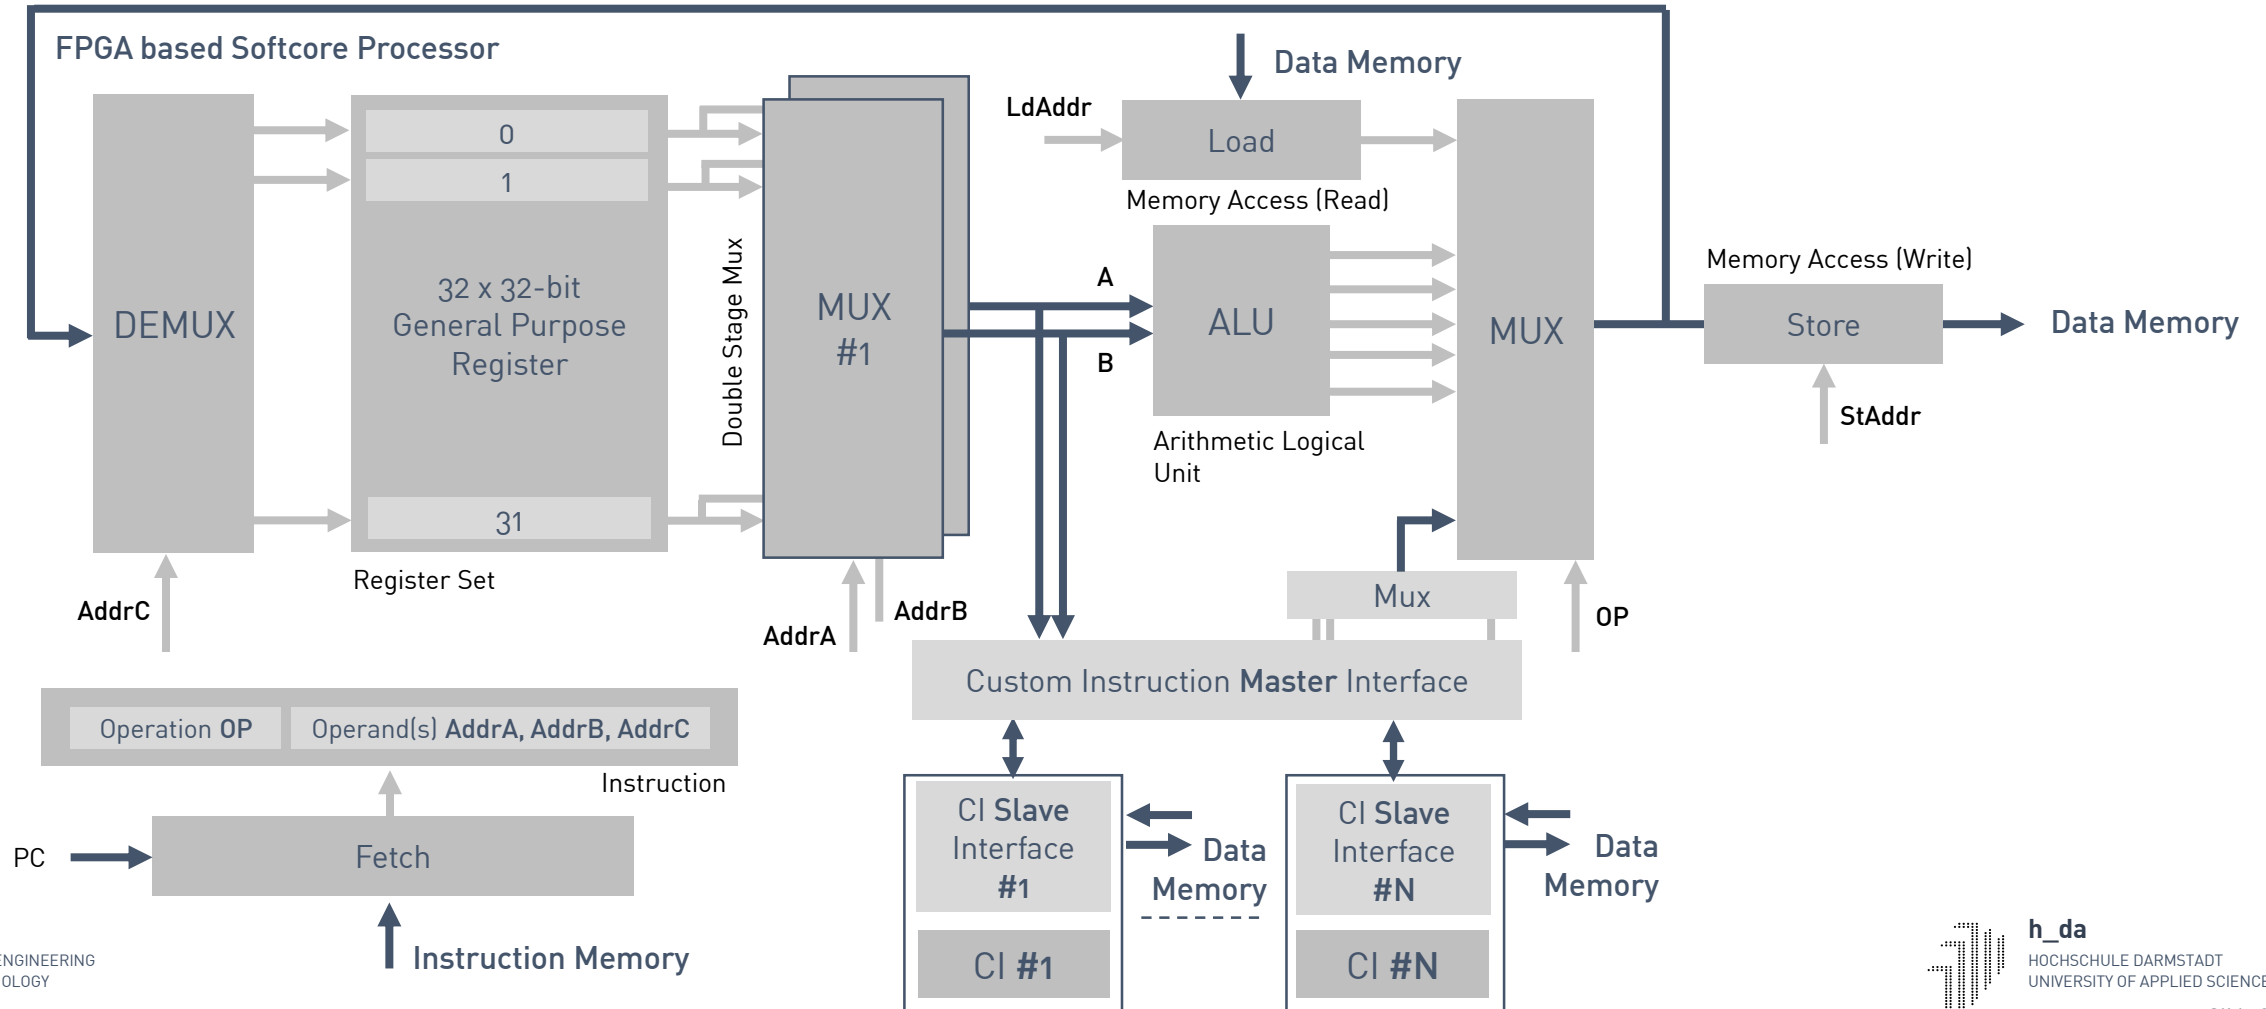 FPGA based Softcore Processor
DEMUX
0
1
32 x 32-bit
General Purpose
Register
31
Register Set
AddrC
Double Stage Mux
MUX
#1
AddrA
AddrB
LdAddr
Data Memory
Load
Memory Access (Read)
A
B
ALU
Arithmetic Logical
Unit
MUX
OP
Memory Access (Write)
Store
StAddr
Data Memory
Mux
Custom Instruction Master Interface
CI Slave
Interface
#1
CI #1
Data
Memory
CI Slave
Interface
#N
CI #N
Data
Memory
Operation OP
Operand(s) AddrA, AddrB, AddrC
Instruction
PC
Fetch
Instruction Memory
h_da
HOCHSCHULE DARMSTADT
UNIVERSITY OF APPLIED SCIENCE